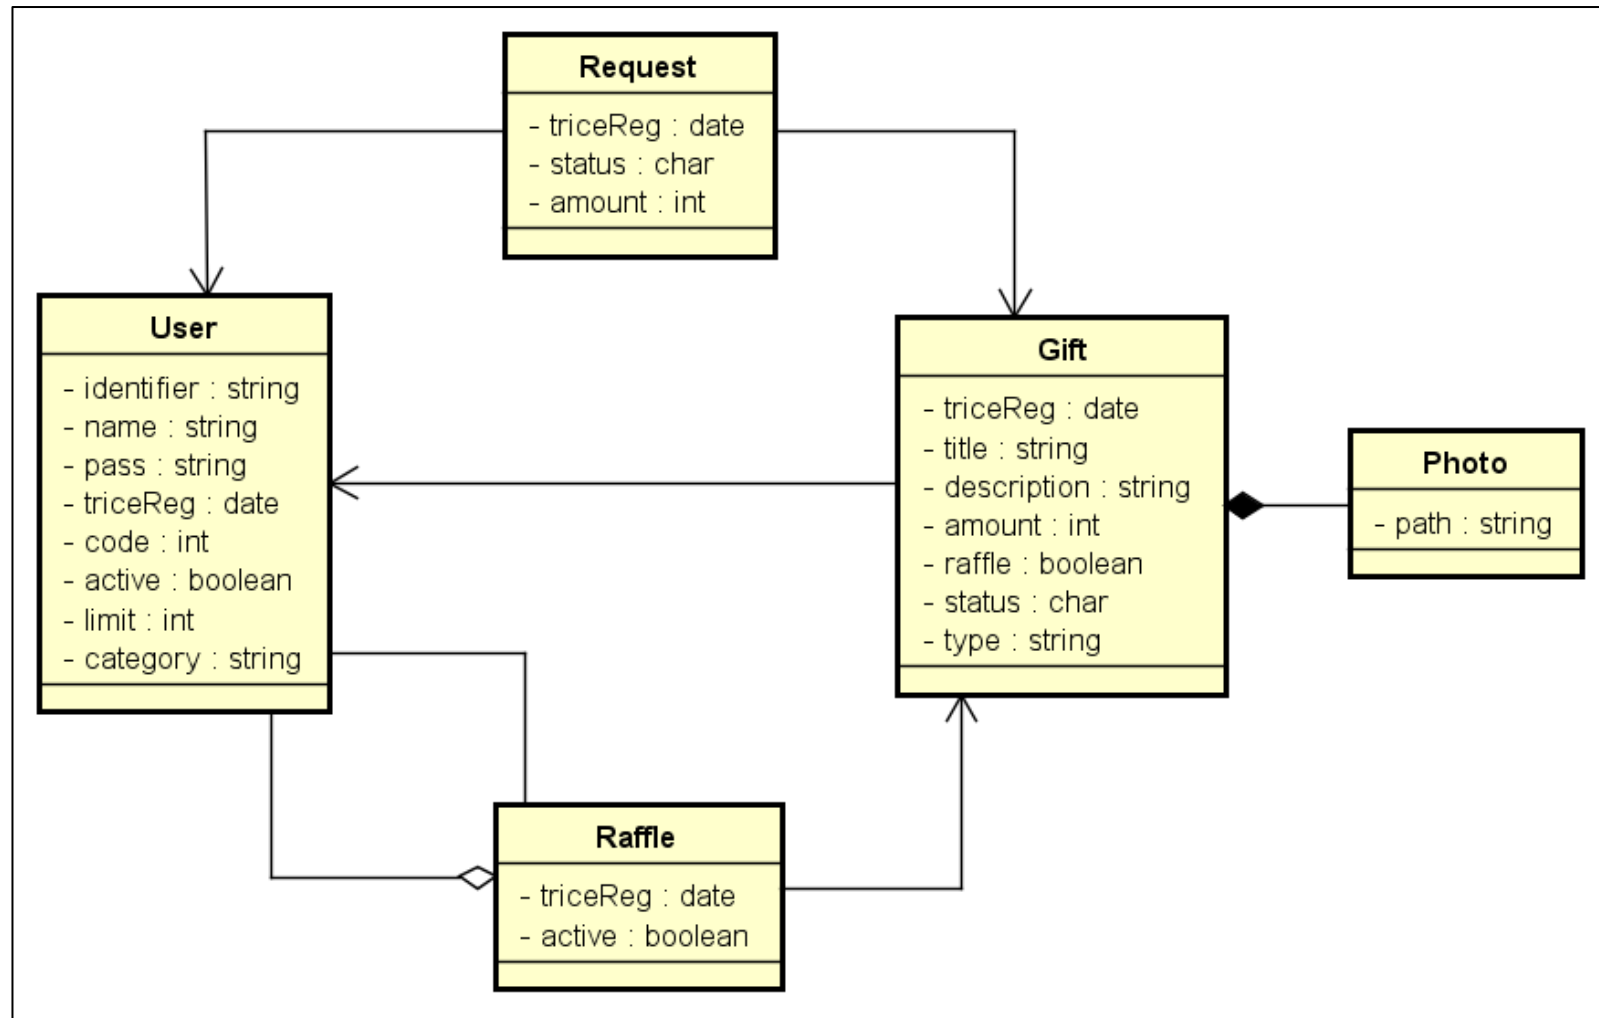 Request
- triceReg : date
- status : char
- amount : int
User
- identifier : string
- name : string
- pass : string
- triceReg : date
- code : int
- active : boolean
- limit : int
- category : string
Gift
- triceReg : date
- title : string
- description : string
- amount : int
- raffle : boolean
- status : char
- type : string
Photo
- path : string
Raffle
- triceReg : date
- active : boolean